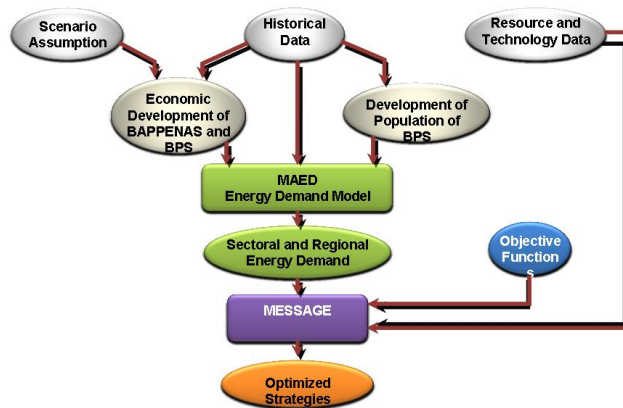 Scenario
Assumption
Historical
Data
Resource and
Technology Data
Economic
Development of
BAPPENAS and
BPS
Development of
Population of
BPS
MAED
Energy Demand Model
Sectoral and Regional
Energy Demand
Objective
Function
s
MESSAGE
Optimized
Strategies